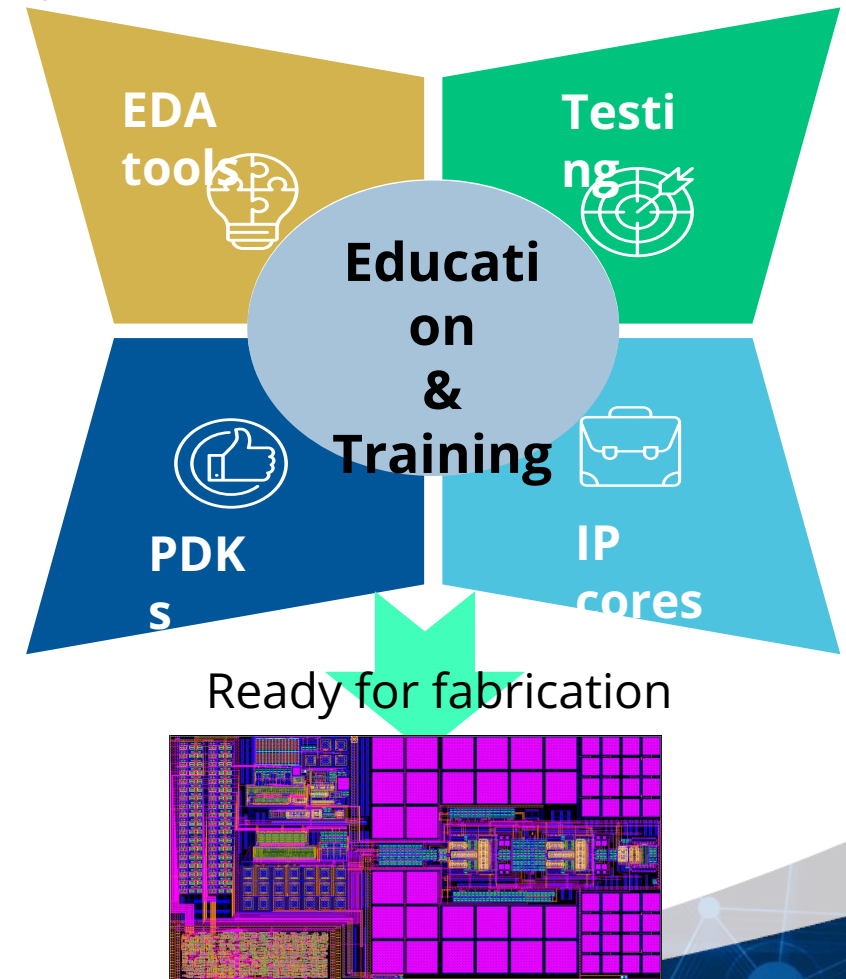 EDA
tools
Testi
ng
Educati
on
&
Training
PDK
s
IP
cores
Ready for fabrication